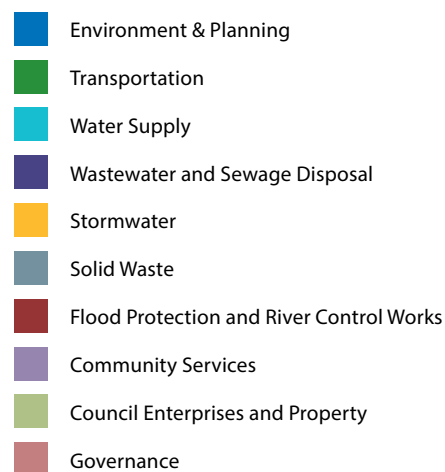 Environment & Planning
Transportation
Water Supply
Wastewater and Sewage Disposal
Stormwater
Solid Waste
Flood Protection and River Control Works
Community Services
Council Enterprises and Property
Governance